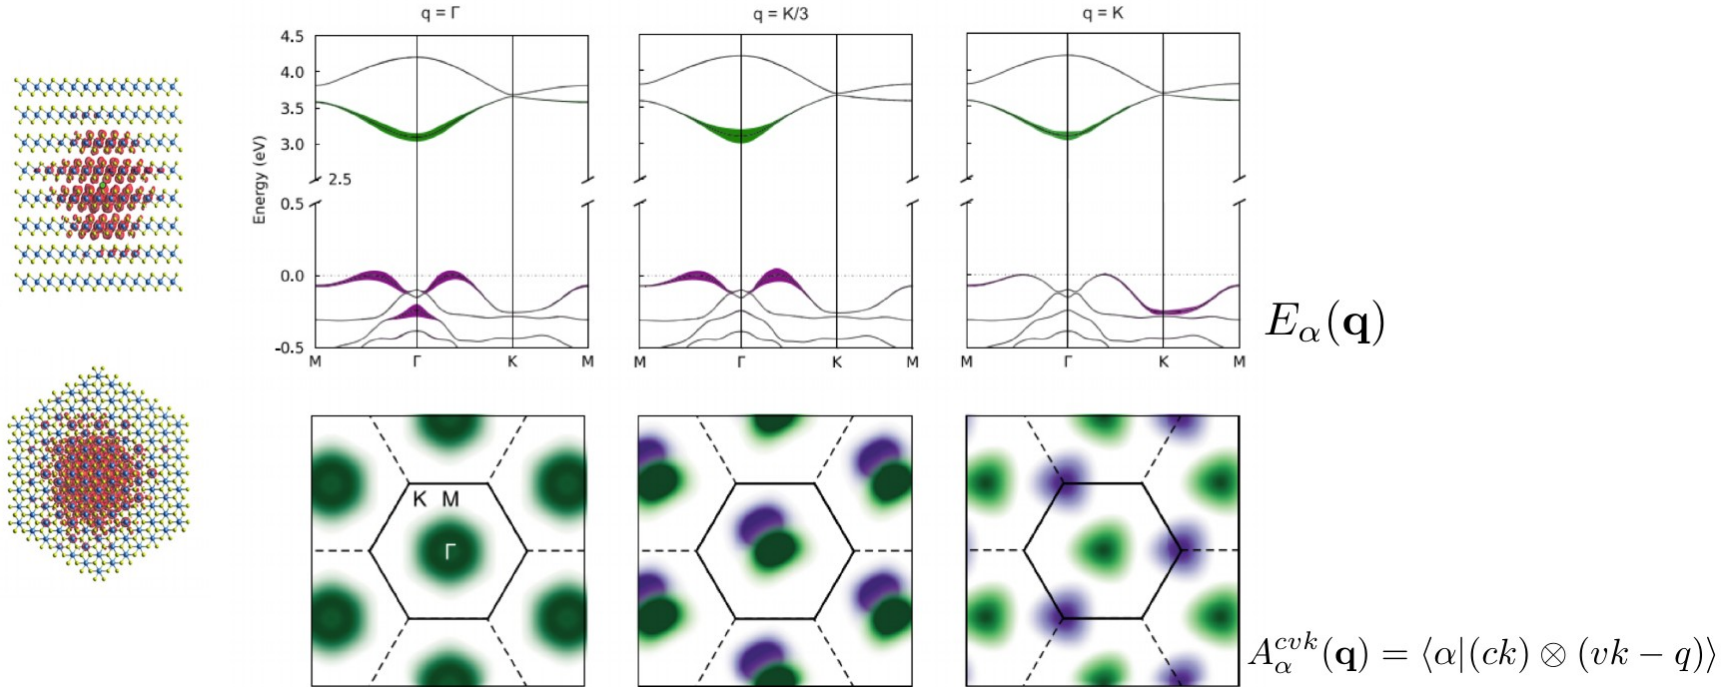 q = Γ
q = K/3
q = K
4.5
4.0
3.5
3.0
2.5
0.5
0.0
-0.5
Energy (eV)
M Γ K M
M Γ K M
M Γ K M
E_α(𝐪)
K M
Γ
A_α^{cvk}(𝐪) = ⟨α|(ck) ⊗ (vk − q)⟩